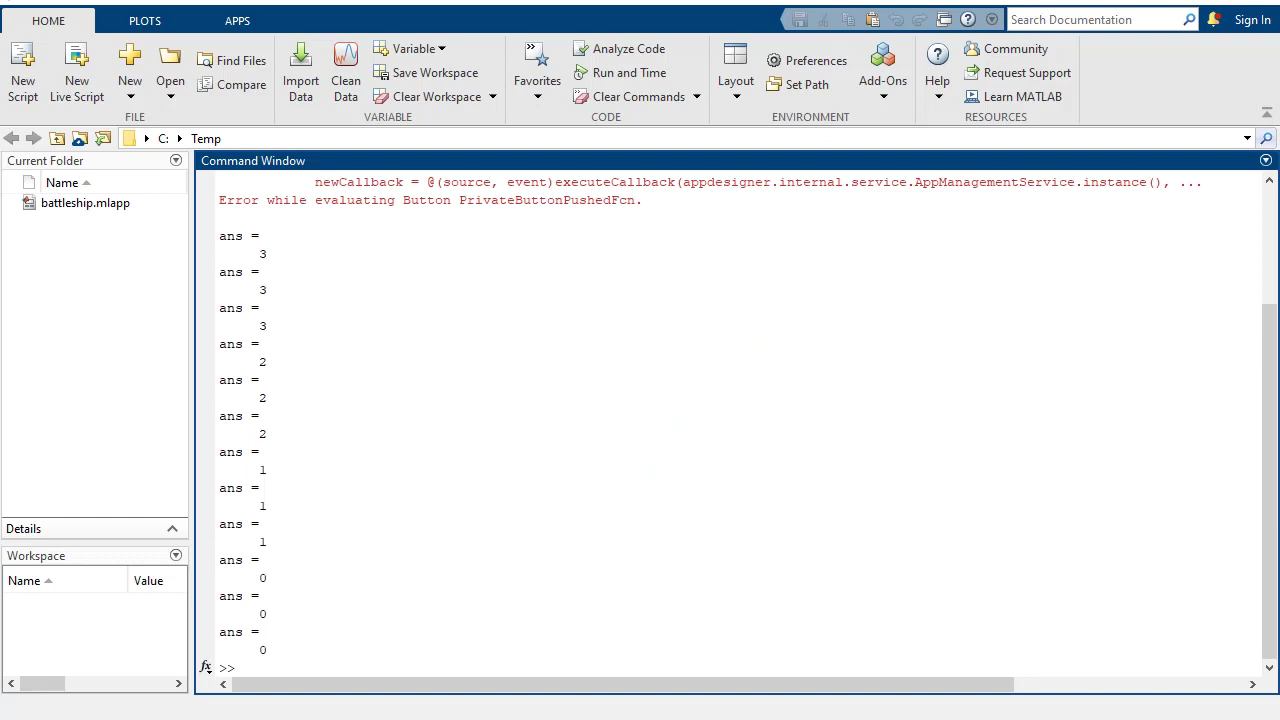 HOME PLOTS APPS Search Documentation Sign In
New Script New Live Script New Open Find Files Compare Import Data Clean Data Variable Save Workspace Clear Workspace Favorites Analyze Code Run and Time Clear Commands Layout Preferences Set Path Add-Ons Help Community Request Support Learn MATLAB
FILE VARIABLE CODE ENVIRONMENT RESOURCES
C: Temp
Current Folder
Name
battleship.mlapp
Details
Workspace
Name Value
Command Window
newCallback = @(source, event)executeCallback(appdesigner.internal.service.AppManagementService.instance(), ...
Error while evaluating Button PrivateButtonPushedFcn.
ans =
3
ans =
3
ans =
3
ans =
2
ans =
2
ans =
2
ans =
1
ans =
1
ans =
1
ans =
0
ans =
0
ans =
0
fx >>